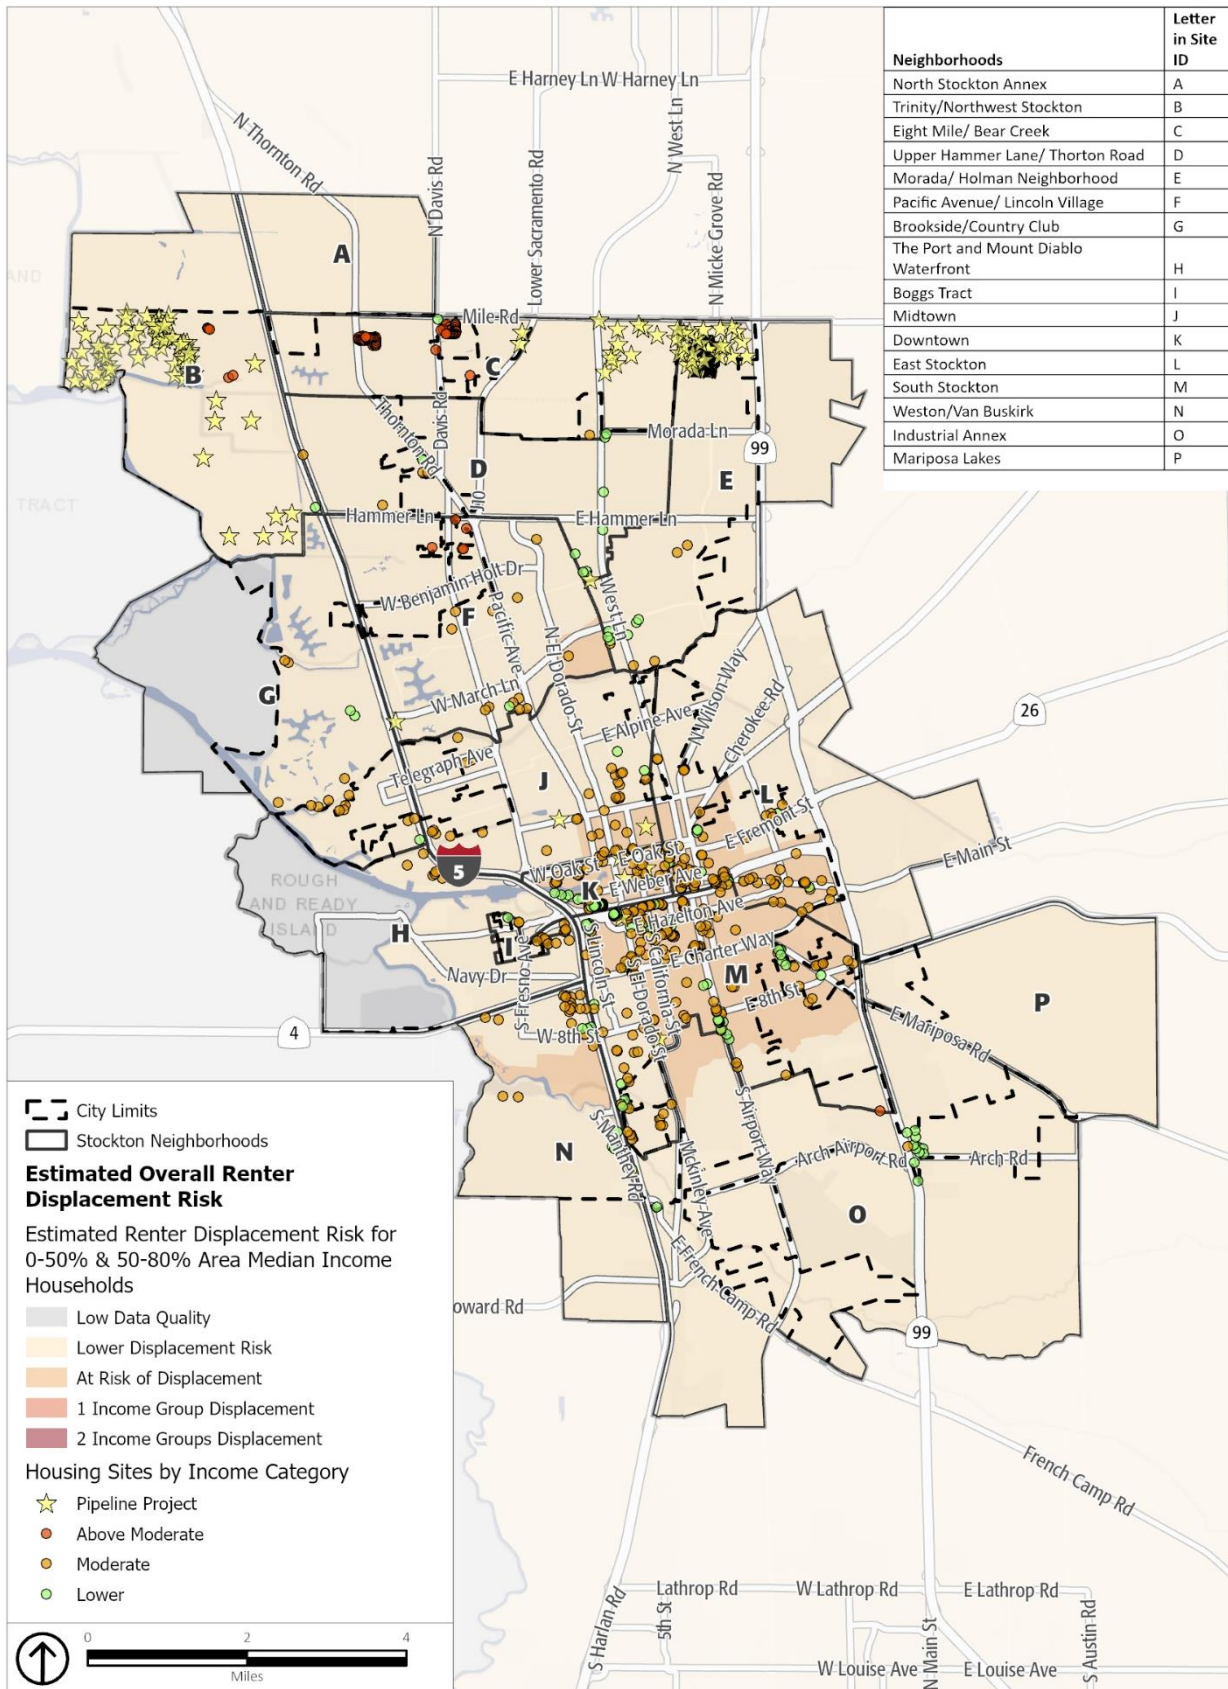 Neighborhoods
Letter
in Site
ID
North Stockton Annex A
Trinity/Northwest Stockton B
Eight Mile/ Bear Creek C
Upper Hammer Lane/ Thorton Road D
Morada/ Holman Neighborhood E
Pacific Avenue/ Lincoln Village F
Brookside/Country Club G
The Port and Mount Diablo
Waterfront H
Boggs Tract I
Midtown J
Downtown K
East Stockton L
South Stockton M
Weston/Van Buskirk N
Industrial Annex O
Mariposa Lakes P
E Harney Ln
W Harney Ln
N Thornton Rd
N Davis Rd
Lower Sacramento Rd
N West Ln
N Micke Grove Rd
A
AND
Mile Rd
B
C
Thornton Rd
Davis Rd
Morada Ln
99
D
J10
E
TRACT
Hammer Ln
E Hammer Ln
W Benjamin Holt Dr
F
Pacific Ave
N El Dorado St
West Ln
G
W March Ln
N Wilson Way
Cherokee Rd
26
E Alpine Ave
Telegraph Ave
J
L
E Fremont St
E Main St
5
W Oak St
E Oak St
ROUGH
AND READY
ISLAND
K
E Weber Ave
E Hazelton Ave
H
I
S Fresno Ave
S Lincoln St
S El Dorado St
S California St
E Charter Way
M
Navy Dr
E 8th St
P
4
W 8th St
E Mariposa Rd
N
S Manthey Rd
Mckinley Ave
S Airport Way
Arch Airport Rd
Arch Rd
O
E French Camp Rd
oward Rd
99
French Camp Rd
Lathrop Rd
W Lathrop Rd
E Lathrop Rd
S Harlan Rd
5th St
N Main St
S Austin Rd
W Louise Ave
E Louise Ave
City Limits
Stockton Neighborhoods
Estimated Overall Renter
Displacement Risk
Estimated Renter Displacement Risk for
0-50% & 50-80% Area Median Income
Households
Low Data Quality
Lower Displacement Risk
At Risk of Displacement
1 Income Group Displacement
2 Income Groups Displacement
Housing Sites by Income Category
Pipeline Project
Above Moderate
Moderate
Lower
0 2 4
Miles